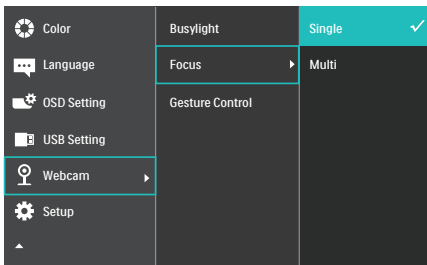 Color
Language
OSD Setting
USB Setting
Webcam
Setup
Busylight
Focus
Gesture Control
Single
Multi